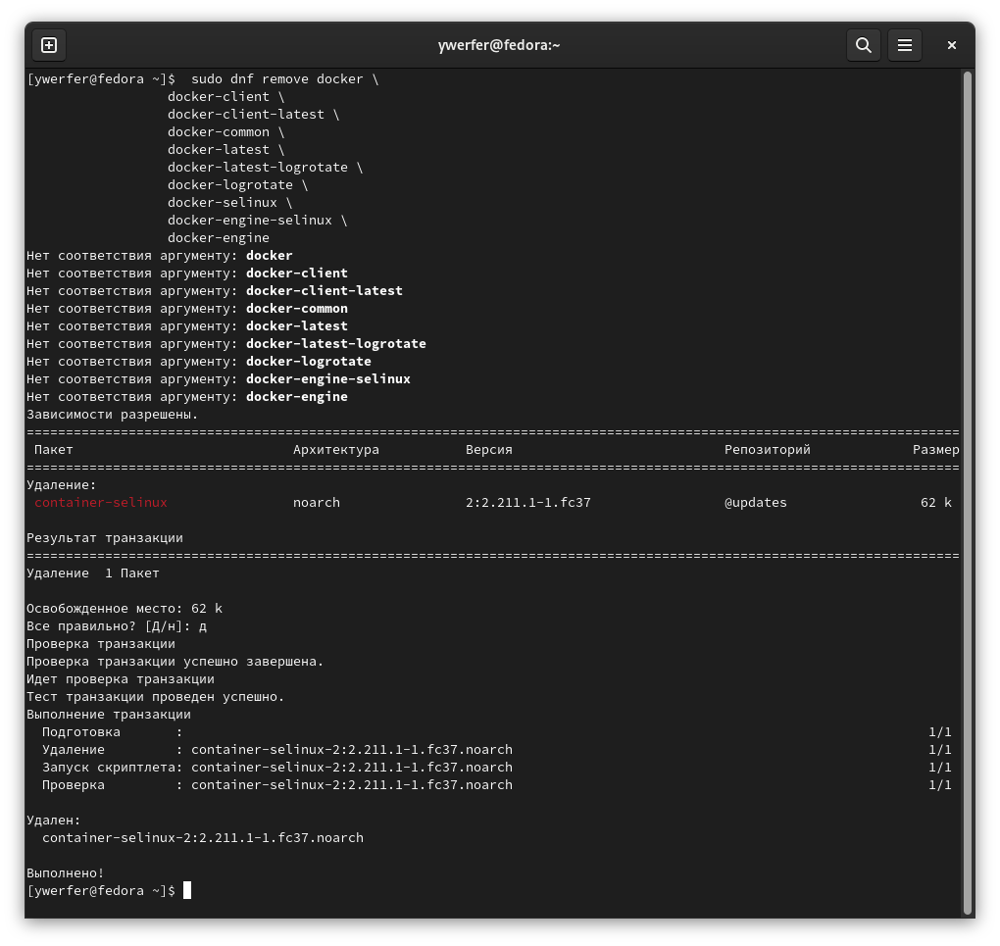 ywerfer@fedora:~
[ywerfer@fedora ~]$  sudo dnf remove docker \
                  docker-client \
                  docker-client-latest \
                  docker-common \
                  docker-latest \
                  docker-latest-logrotate \
                  docker-logrotate \
                  docker-selinux \
                  docker-engine-selinux \
                  docker-engine
Нет соответствия аргументу: docker
Нет соответствия аргументу: docker-client
Нет соответствия аргументу: docker-client-latest
Нет соответствия аргументу: docker-common
Нет соответствия аргументу: docker-latest
Нет соответствия аргументу: docker-latest-logrotate
Нет соответствия аргументу: docker-logrotate
Нет соответствия аргументу: docker-engine-selinux
Нет соответствия аргументу: docker-engine
Зависимости разрешены.
=======================================================================================================================
 Пакет                            Архитектура           Версия                           Репозиторий             Размер
=======================================================================================================================
Удаление:
 container-selinux                noarch                2:2.211.1-1.fc37                 @updates                 62 k

Результат транзакции
=======================================================================================================================
Удаление  1 Пакет

Освобожденное место: 62 k
Все правильно? [Д/н]: д
Проверка транзакции
Проверка транзакции успешно завершена.
Идет проверка транзакции
Тест транзакции проведен успешно.
Выполнение транзакции
  Подготовка       :                                                                                               1/1
  Удаление         : container-selinux-2:2.211.1-1.fc37.noarch                                                     1/1
  Запуск скриптлета: container-selinux-2:2.211.1-1.fc37.noarch                                                     1/1
  Проверка         : container-selinux-2:2.211.1-1.fc37.noarch                                                     1/1

Удален:
  container-selinux-2:2.211.1-1.fc37.noarch

Выполнено!
[ywerfer@fedora ~]$